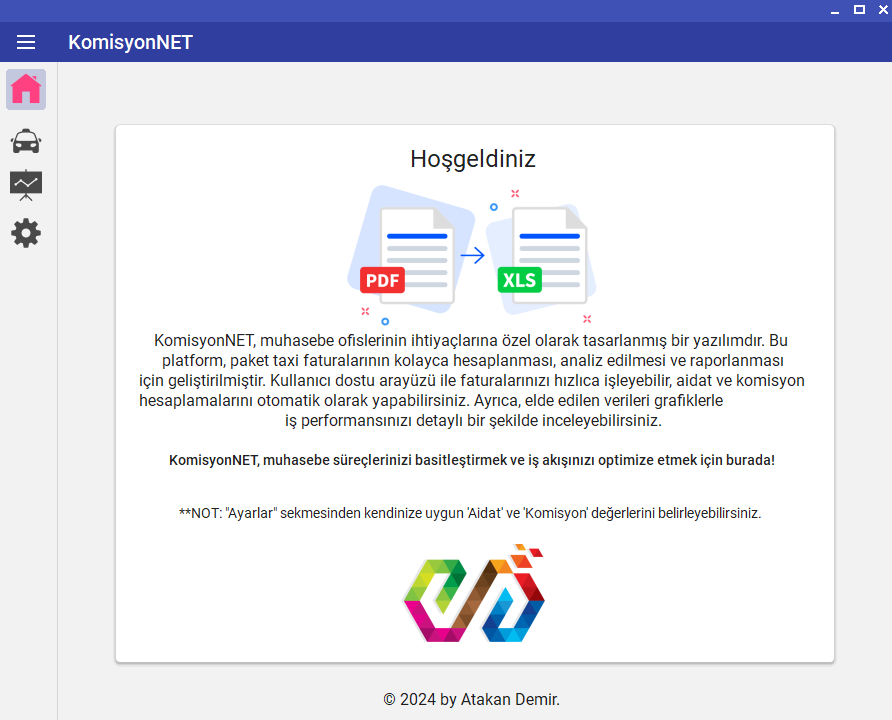 KomisyonNET
Hoşgeldiniz
PDF
XLS
KomisyonNET, muhasebe ofislerinin ihtiyaçlarına özel olarak tasarlanmış bir yazılımdır. Bu
platform, paket taxi faturalarının kolayca hesaplanması, analiz edilmesi ve raporlanması
için geliştirilmiştir. Kullanıcı dostu arayüzü ile faturalarınızı hızlıca işleyebilir, aidat ve komisyon
hesaplamalarını otomatik olarak yapabilirsiniz. Ayrıca, elde edilen verileri grafiklerle
iş performansınızı detaylı bir şekilde inceleyebilirsiniz.
KomisyonNET, muhasebe süreçlerinizi basitleştirmek ve iş akışınızı optimize etmek için burada!
**NOT: "Ayarlar" sekmesinden kendinize uygun 'Aidat' ve 'Komisyon' değerlerini belirleyebilirsiniz.
© 2024 by Atakan Demir.